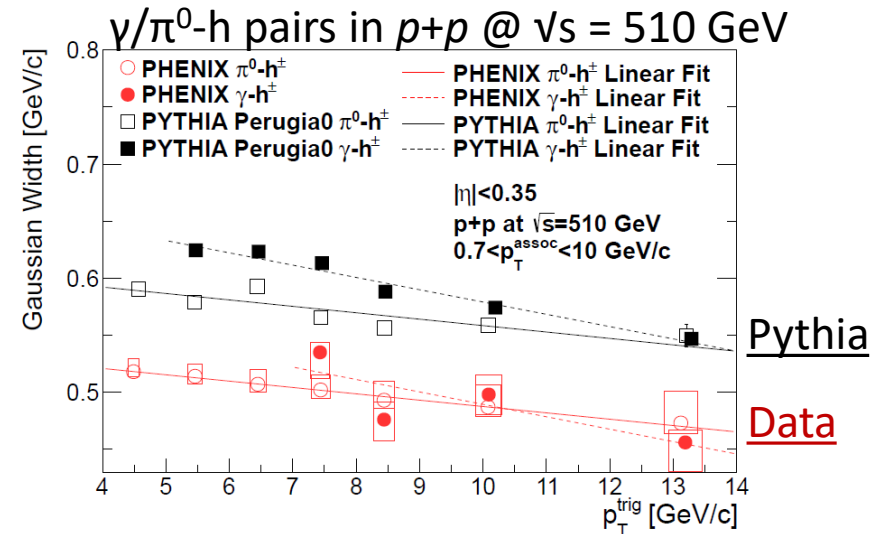 γ/π⁰-h pairs in p+p @ √s = 510 GeV
Gaussian Width [GeV/c]
0.8
0.7
0.6
0.5
PHENIX π⁰-h±
PHENIX γ-h±
PYTHIA Perugia0 π⁰-h±
PYTHIA Perugia0 γ-h±
PHENIX π⁰-h± Linear Fit
PHENIX γ-h± Linear Fit
PYTHIA π⁰-h± Linear Fit
PYTHIA γ-h± Linear Fit
|η|<0.35
p+p at √s=510 GeV
0.7<p_T^assoc<10 GeV/c
Pythia
Data
4 5 6 7 8 9 10 11 12 13 14
p_T^trig [GeV/c]